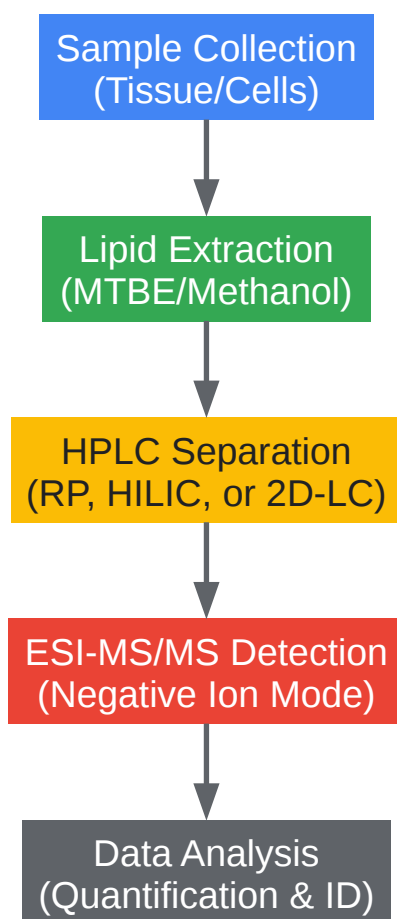 Sample Collection
(Tissue/Cells)
Lipid Extraction
(MTBE/Methanol)
HPLC Separation
(RP, HILIC, or 2D-LC)
ESI-MS/MS Detection
(Negative Ion Mode)
Data Analysis
(Quantification & ID)